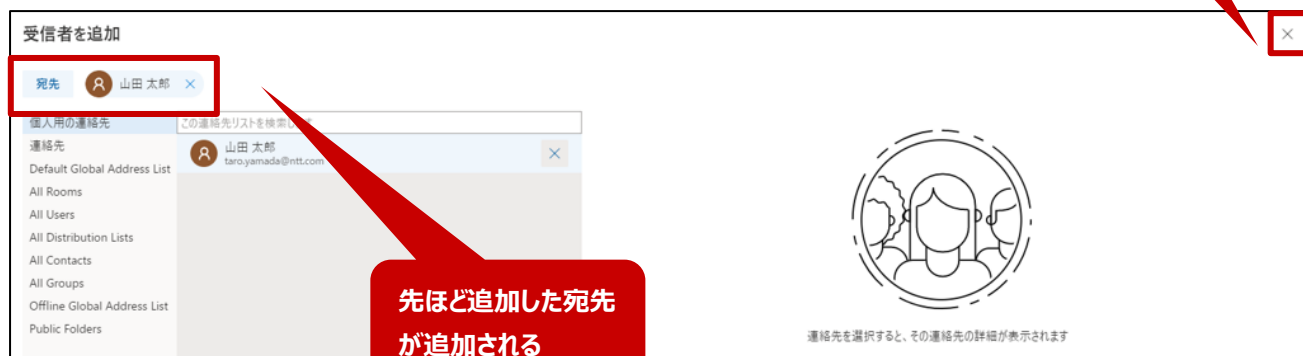 受信者を追加
宛先 山田 太郎
個人用の連絡先
この連絡先リストを検索し
連絡先
山田 太郎
taro.yamada@ntt.com
Default Global Address List
All Rooms
All Users
All Distribution Lists
All Contacts
All Groups
Offline Global Address List
Public Folders
先ほど追加した宛先
が追加される
連絡先を選択すると、その連絡先の詳細が表示されます